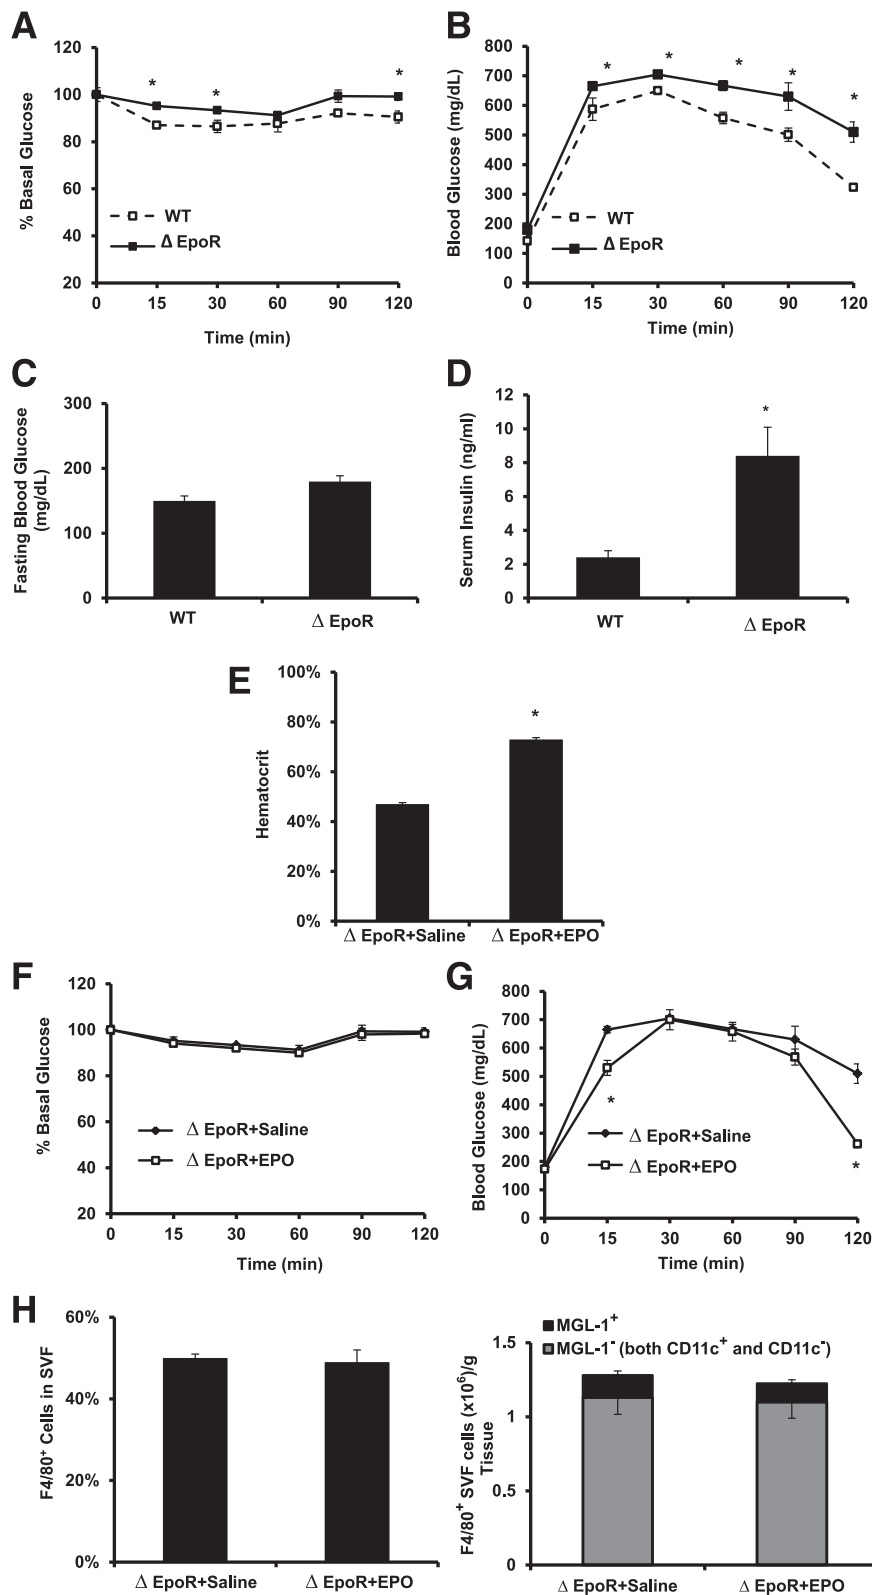 A
120
100
80
60
40
20
% Basal Glucose
* * *
WT
Δ EpoR
0 15 30 60 90 120
Time (min)
B
800
700
600
500
400
300
200
100
0
Blood Glucose (mg/dL)
* * * * *
WT
Δ EpoR
0 15 30 60 90 120
Time (min)
C
300
200
100
0
Fasting Blood Glucose
(mg/dL)
WT Δ EpoR
D
12
10
8
6
4
2
0
Serum Insulin (ng/ml)
*
WT Δ EpoR
E
100%
80%
60%
40%
20%
0%
Hematocrit
*
Δ EpoR+Saline Δ EpoR+EPO
F
120
100
80
60
40
20
% Basal Glucose
Δ EpoR+Saline
Δ EpoR+EPO
0 15 30 60 90 120
Time (min)
G
800
700
600
500
400
300
200
100
0
Blood Glucose (mg/dL)
*
Δ EpoR+Saline
Δ EpoR+EPO
*
0 15 30 60 90 120
Time (min)
H
60%
40%
20%
0%
F4/80⁺ Cells in SVF
Δ EpoR+Saline Δ EpoR+EPO
MGL-1⁺
MGL-1⁻ (both CD11c⁺ and CD11c⁻)
1.5
1
0.5
0
F4/80⁺ SVF cells (x10⁶)/g
Tissue
Δ EpoR+Saline Δ EpoR+EPO